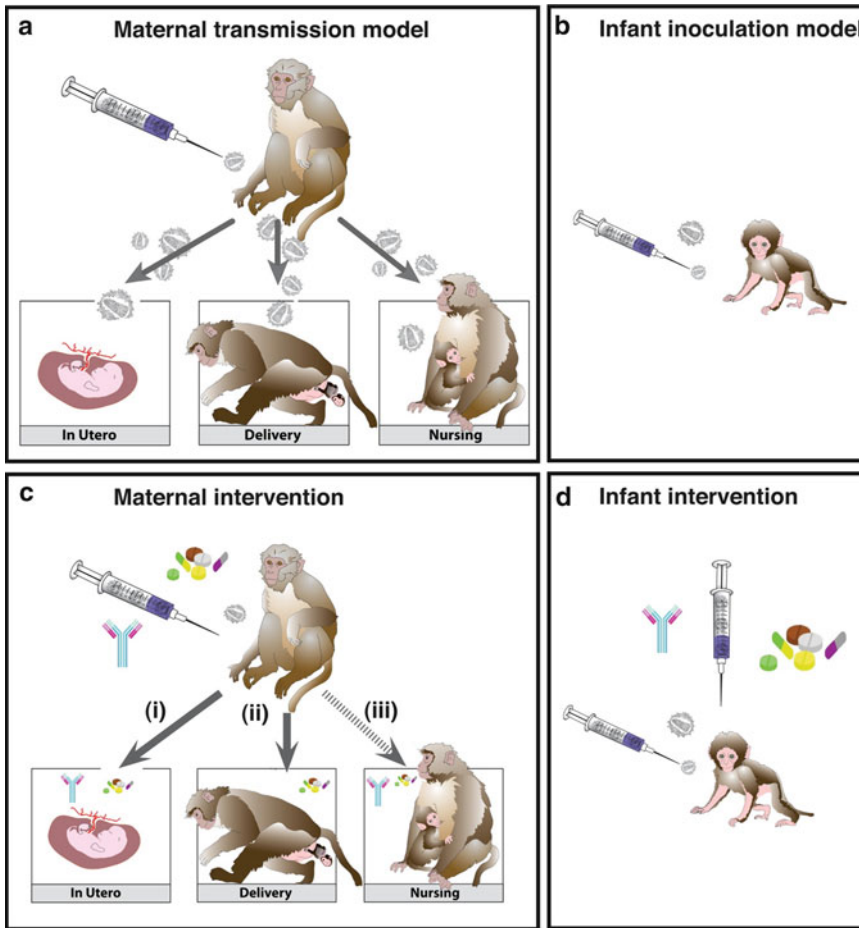 a Maternal transmission model
In Utero
Delivery
Nursing
b Infant inoculation model
c Maternal intervention
(i)
(ii)
(iii)
In Utero
Delivery
Nursing
d Infant intervention